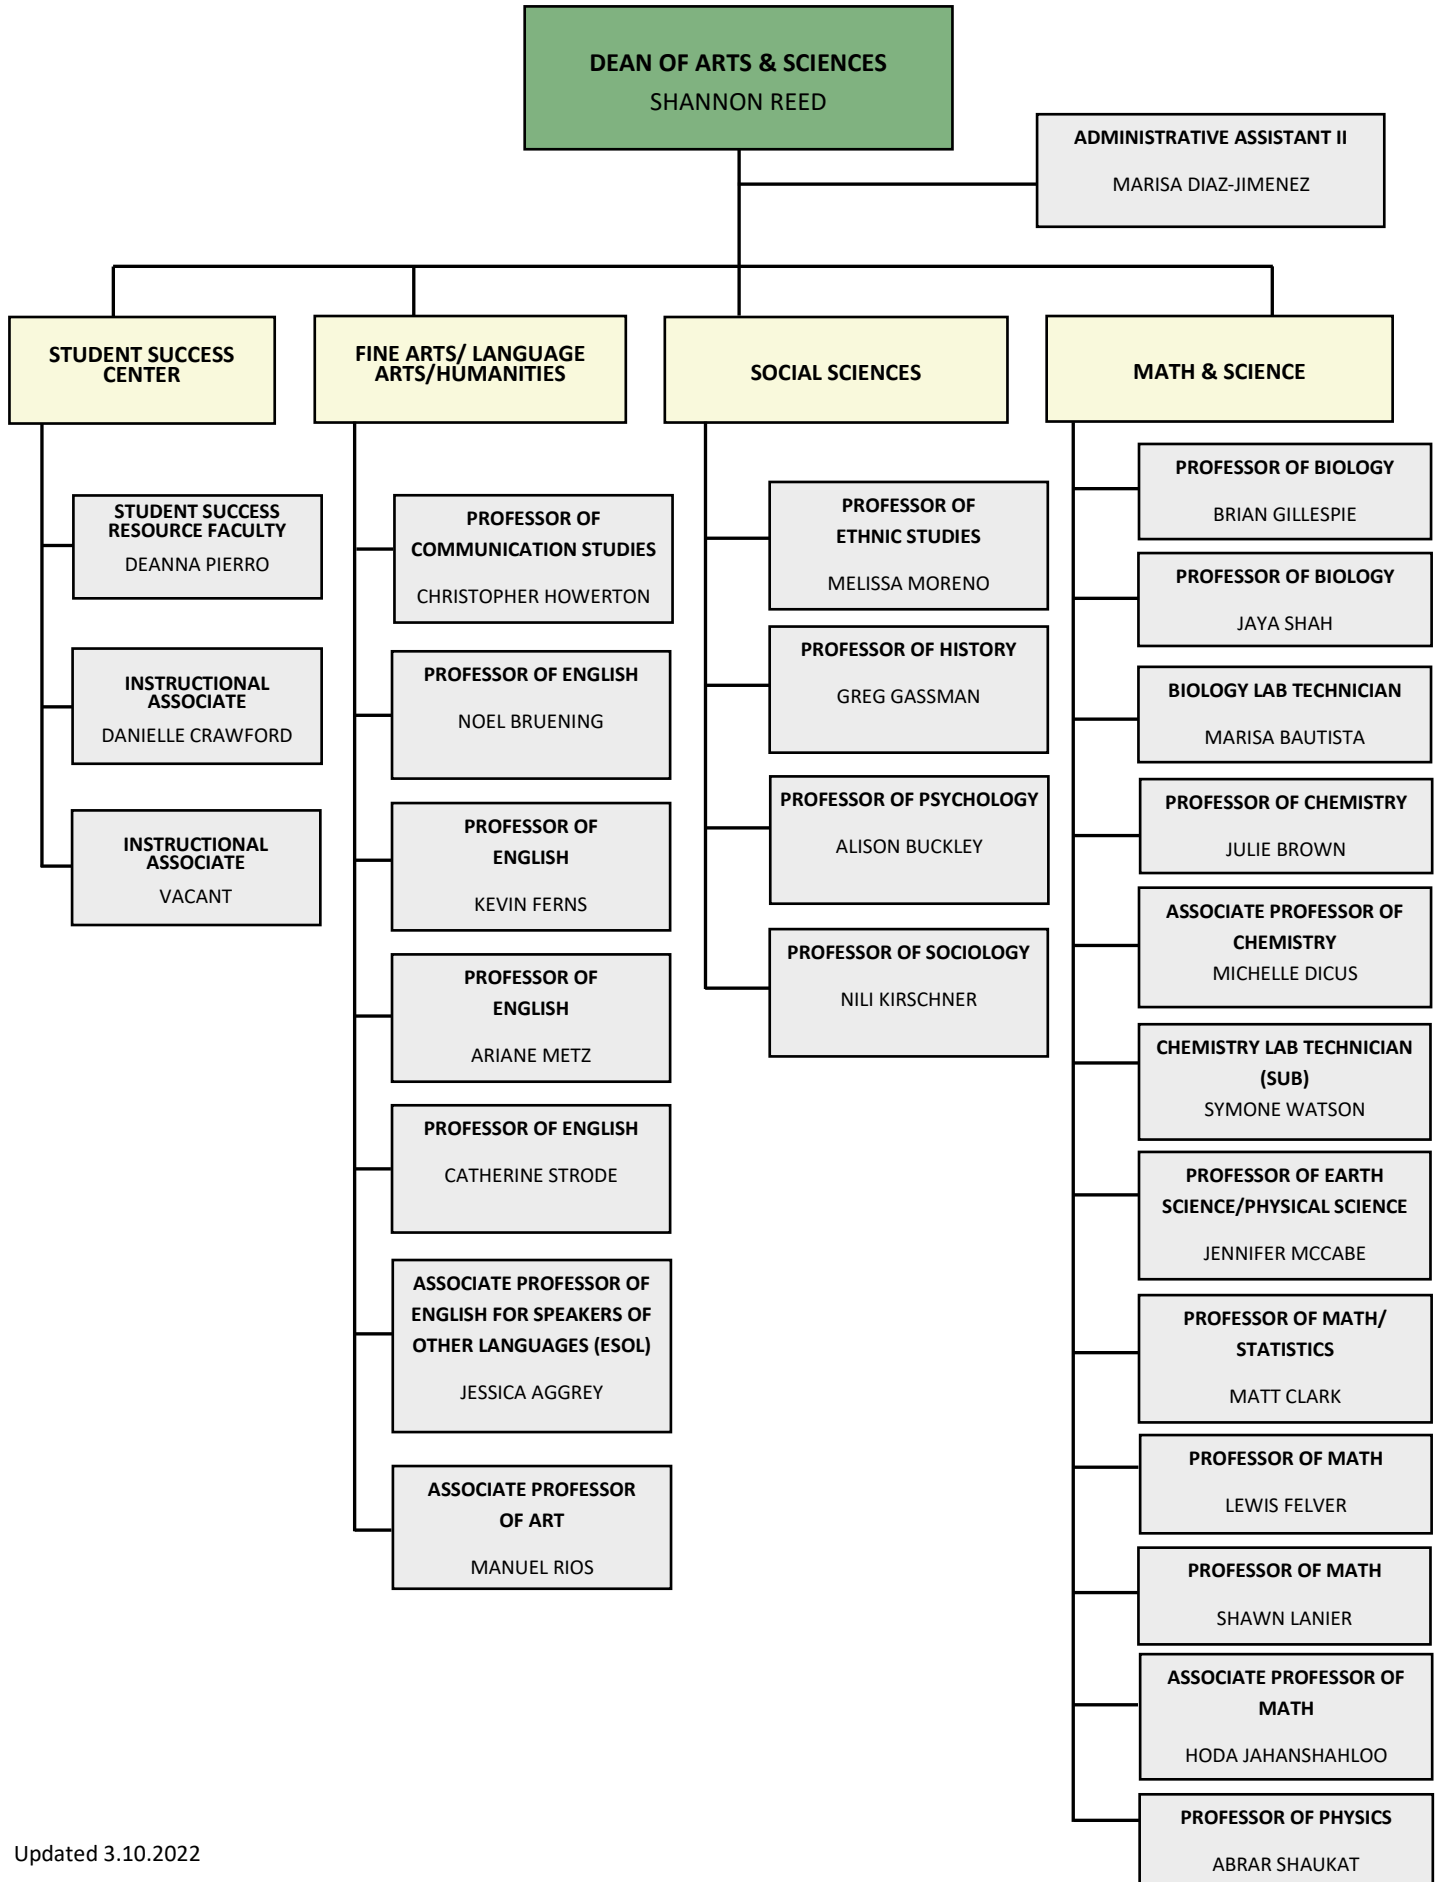 DEAN OF ARTS & SCIENCES
SHANNON REED
ADMINISTRATIVE ASSISTANT II
MARISA DIAZ-JIMENEZ
STUDENT SUCCESS
CENTER
STUDENT SUCCESS
RESOURCE FACULTY
DEANNA PIERRO
INSTRUCTIONAL
ASSOCIATE
DANIELLE CRAWFORD
INSTRUCTIONAL
ASSOCIATE
VACANT
FINE ARTS/ LANGUAGE
ARTS/HUMANITIES
PROFESSOR OF
COMMUNICATION STUDIES
CHRISTOPHER HOWERTON
PROFESSOR OF ENGLISH
NOEL BRUENING
PROFESSOR OF
ENGLISH
KEVIN FERNS
PROFESSOR OF
ENGLISH
ARIANE METZ
PROFESSOR OF ENGLISH
CATHERINE STRODE
ASSOCIATE PROFESSOR OF
ENGLISH FOR SPEAKERS OF
OTHER LANGUAGES (ESOL)
JESSICA AGGREY
ASSOCIATE PROFESSOR
OF ART
MANUEL RIOS
SOCIAL SCIENCES
PROFESSOR OF
ETHNIC STUDIES
MELISSA MORENO
PROFESSOR OF HISTORY
GREG GASSMAN
PROFESSOR OF PSYCHOLOGY
ALISON BUCKLEY
PROFESSOR OF SOCIOLOGY
NILI KIRSCHNER
MATH & SCIENCE
PROFESSOR OF BIOLOGY
BRIAN GILLESPIE
PROFESSOR OF BIOLOGY
JAYA SHAH
BIOLOGY LAB TECHNICIAN
MARISA BAUTISTA
PROFESSOR OF CHEMISTRY
JULIE BROWN
ASSOCIATE PROFESSOR OF
CHEMISTRY
MICHELLE DICUS
CHEMISTRY LAB TECHNICIAN
(SUB)
SYMONE WATSON
PROFESSOR OF EARTH
SCIENCE/PHYSICAL SCIENCE
JENNIFER MCCABE
PROFESSOR OF MATH/
STATISTICS
MATT CLARK
PROFESSOR OF MATH
LEWIS FELVER
PROFESSOR OF MATH
SHAWN LANIER
ASSOCIATE PROFESSOR OF
MATH
HODA JAHANSHAHLOO
PROFESSOR OF PHYSICS
ABRAR SHAUKAT
Updated 3.10.2022